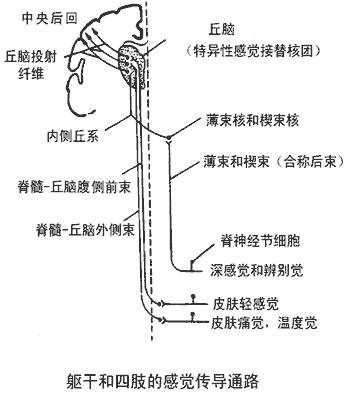 中央后回
丘脑投射
纤维
丘脑
(特异性感觉接替核团)
内侧丘系
薄束核和楔束核
薄束和楔束(合称后束)
脊髓-丘脑腹侧前束
脊髓-丘脑外侧束
脊神经节细胞
深感觉和辨别觉
皮肤轻感觉
皮肤痛觉，温度觉
躯干和四肢的感觉传导通路